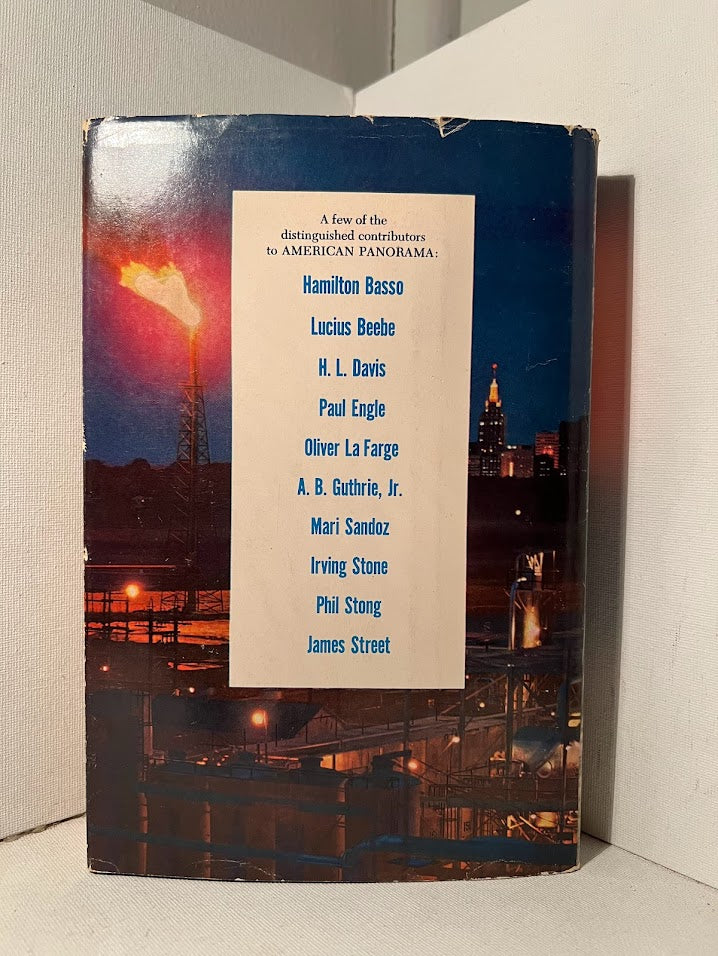 A few of the
distinguished contributors
to AMERICAN PANORAMA:
Hamilton Basso
Lucius Beebe
H. L. Davis
Paul Engle
Oliver La Farge
A. B. Guthrie, Jr.
Mari Sandoz
Irving Stone
Phil Stong
James Street